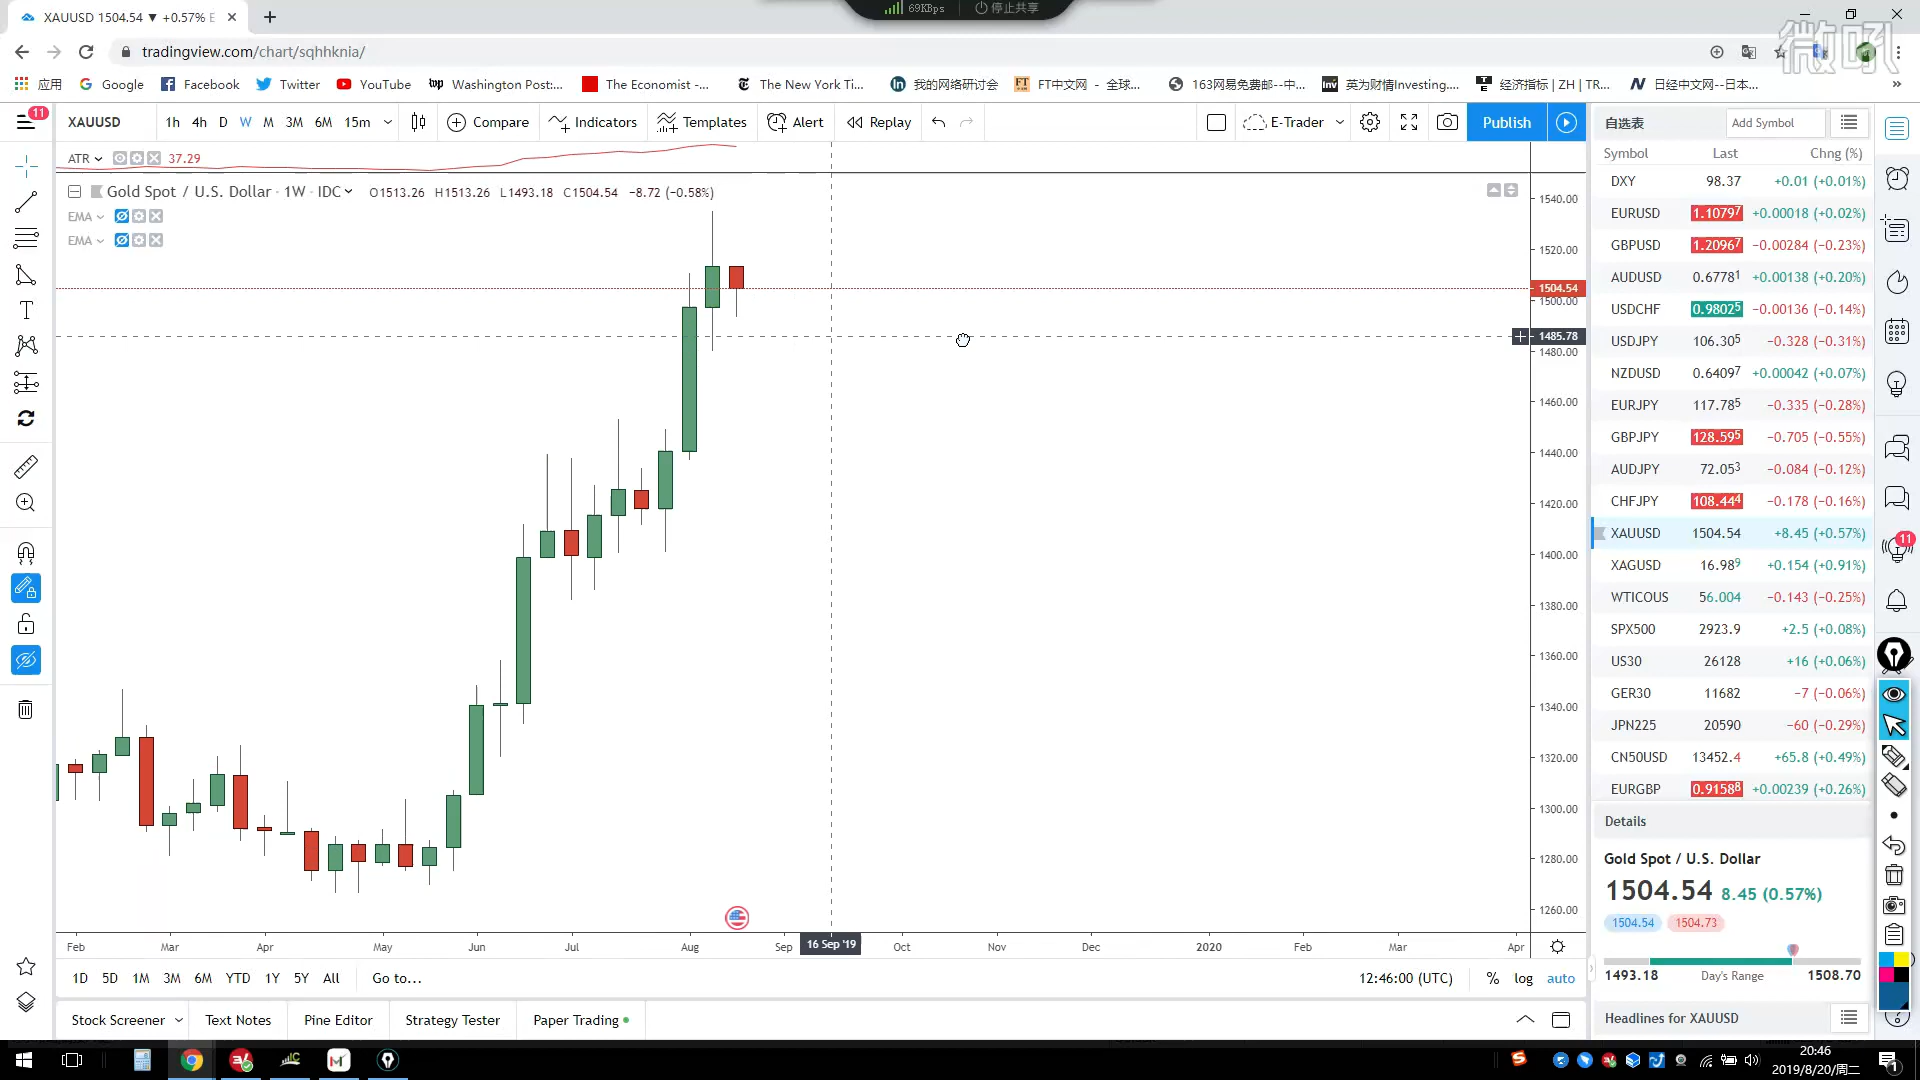 XAUUSD 1504.54 ▼ +0.57% E
69KBps
停止共享
微吼
tradingview.com/chart/sqhhknia/
应用
Google
Facebook
Twitter
YouTube
Washington Post:...
The Economist -...
The New York Ti...
我的网络研讨会
FT中文网 - 全球...
163网易免费邮--中...
英为财情Investing....
经济指标 | ZH | TR...
日经中文网--日本...
11
XAUUSD
1h 4h D W M 3M 6M 15m
Compare
Indicators
Templates
Alert
Replay
E-Trader
Publish
ATR 37.29
Gold Spot / U.S. Dollar · 1W · IDC O1513.26 H1513.26 L1493.18 C1504.54 −8.72 (−0.58%)
EMA
EMA
1540.00
1520.00
1504.54
1500.00
1485.78
1480.00
1460.00
1440.00
1420.00
1400.00
1380.00
1360.00
1340.00
1320.00
1300.00
1280.00
1260.00
Feb Mar Apr May Jun Jul Aug Sep 16 Sep '19 Oct Nov Dec 2020 Feb Mar Apr
1D 5D 1M 3M 6M YTD 1Y 5Y All Go to... 12:46:00 (UTC) % log auto
Stock Screener Text Notes Pine Editor Strategy Tester Paper Trading
自选表 Add Symbol
Symbol Last Chng (%)
DXY 98.37 +0.01 (+0.01%)
EURUSD 1.10797 +0.00018 (+0.02%)
GBPUSD 1.20967 −0.00284 (−0.23%)
AUDUSD 0.67781 +0.00138 (+0.20%)
USDCHF 0.98025 −0.00136 (−0.14%)
USDJPY 106.305 −0.328 (−0.31%)
NZDUSD 0.64097 +0.00042 (+0.07%)
EURJPY 117.785 −0.335 (−0.28%)
GBPJPY 128.595 −0.705 (−0.55%)
AUDJPY 72.053 −0.084 (−0.12%)
CHFJPY 108.444 −0.178 (−0.16%)
XAUUSD 1504.54 +8.45 (+0.57%)
XAGUSD 16.989 +0.154 (+0.91%)
WTICOUS 56.004 −0.143 (−0.25%)
SPX500 2923.9 +2.5 (+0.08%)
US30 26128 +16 (+0.06%)
GER30 11682 −7 (−0.06%)
JPN225 20590 −60 (−0.29%)
CN50USD 13452.4 +65.8 (+0.49%)
EURGBP 0.91588 +0.00239 (+0.26%)
11
Details
Gold Spot / U.S. Dollar
1504.54 8.45 (0.57%)
1504.54 1504.73
1493.18 Day's Range 1508.70
Headlines for XAUUSD
20:46
2019/8/20/周二
1